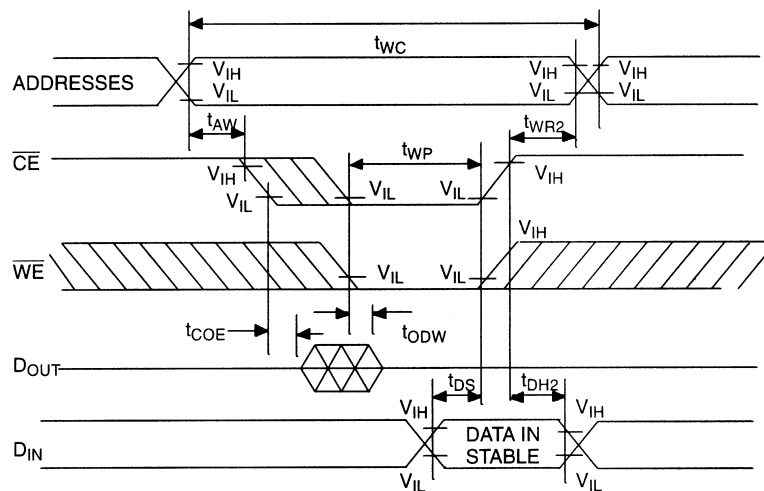 tWC
ADDRESSES
VIH
VIL
VIH
VIL
VIH
VIL
tAW
tWR2
CE
tWP
VIH
VIL
VIL
VIL
VIH
WE
VIL
VIL
VIH
tCOE
tODW
DOUT
tDS
tDH2
DIN
VIH
VIL
DATA IN
STABLE
VIH
VIL